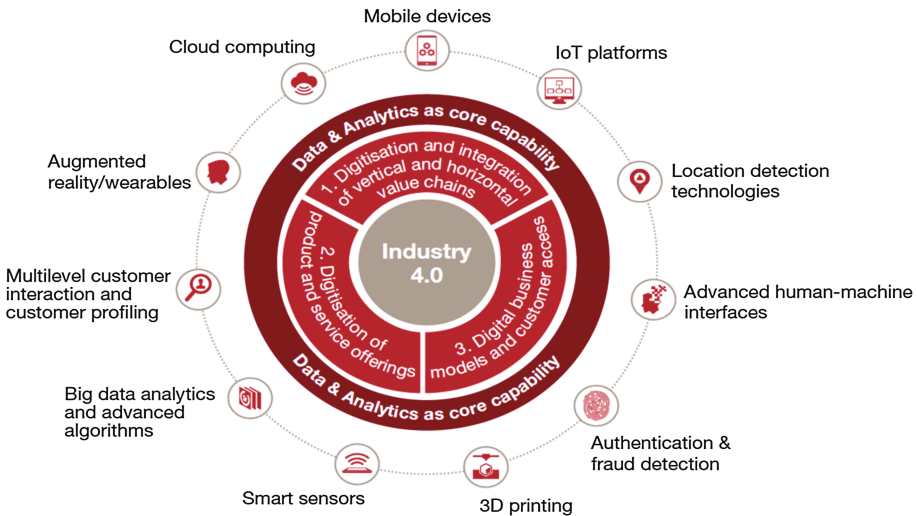 Mobile devices
Cloud computing
IoT platforms
Augmented
reality/wearables
Location detection
technologies
Multilevel customer
interaction and
customer profiling
Advanced human-machine
interfaces
Big data analytics
and advanced
algorithms
Authentication &
fraud detection
Smart sensors
3D printing
Data & Analytics as core capability
1. Digitisation and integration
of vertical and horizontal
value chains
2. Digitisation of
product and service offerings
3. Digital business
models and customer access
Industry
4.0
Data & Analytics as core capability